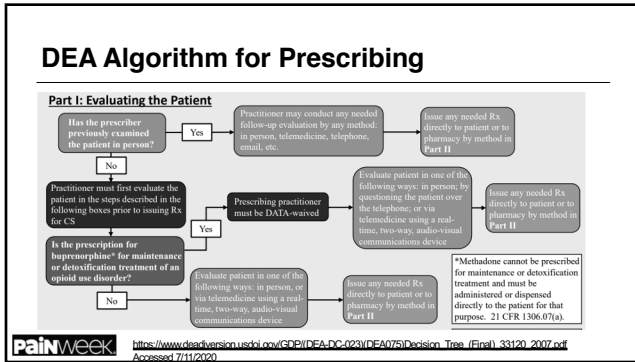 DEA Algorithm for Prescribing
Part I: Evaluating the Patient
Has the prescriber
previously examined
the patient in person?
Yes
Practitioner may conduct any needed
follow-up evaluation by any method:
in person, telemedicine, telephone,
email, etc.
Issue any needed Rx
directly to patient or to
pharmacy by method in
Part II
No
Practitioner must first evaluate the
patient in the steps described in the
following boxes prior to issuing Rx
for CS
Is the prescription for
buprenorphine* for maintenance
or detoxification treatment of an
opioid use disorder?
Yes
Prescribing practitioner
must be DATA-waived
Evaluate patient in one of the
following ways: in person; by
questioning the patient over
the telephone; or via
telemedicine using a real-
time, two-way, audio-visual
communications device
Issue any needed Rx
directly to patient or to
pharmacy by method in
Part II
No
Evaluate patient in one of the
following ways: in person, or
via telemedicine using a real-
time, two-way, audio-visual
communications device
Issue any needed Rx
directly to patient or to
pharmacy by method in
Part II
*Methadone cannot be prescribed
for maintenance or detoxification
treatment and must be
administered or dispensed
directly to the patient for that
purpose. 21 CFR 1306.07(a).
PAINWEEK.
https://www.deadiversion.usdoj.gov/GDP/(DEA-DC-023)(DEA075)Decision_Tree_(Final)_33120_2007.pdf
Accessed 7/11/2020